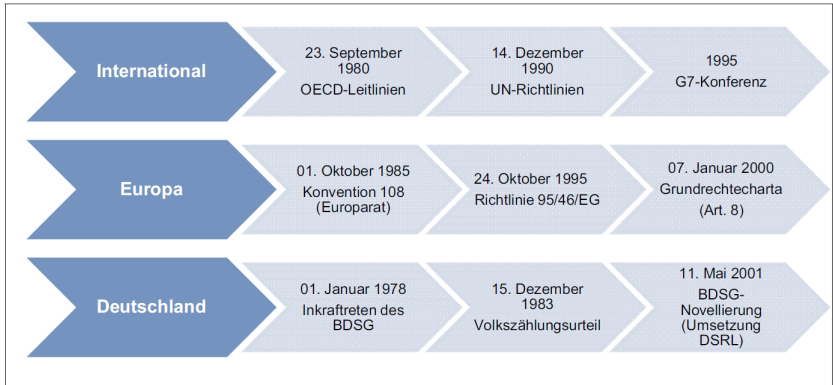 International
23. September
1980
OECD-Leitlinien
14. Dezember
1990
UN-Richtlinien
1995
G7-Konferenz
Europa
01. Oktober 1985
Konvention 108
(Europarat)
24. Oktober 1995
Richtlinie 95/46/EG
07. Januar 2000
Grundrechtecharta
(Art. 8)
Deutschland
01. Januar 1978
Inkraftreten des
BDSG
15. Dezember
1983
Volkszählungsurteil
11. Mai 2001
BDSG-
Novellierung
(Umsetzung
DSRL)